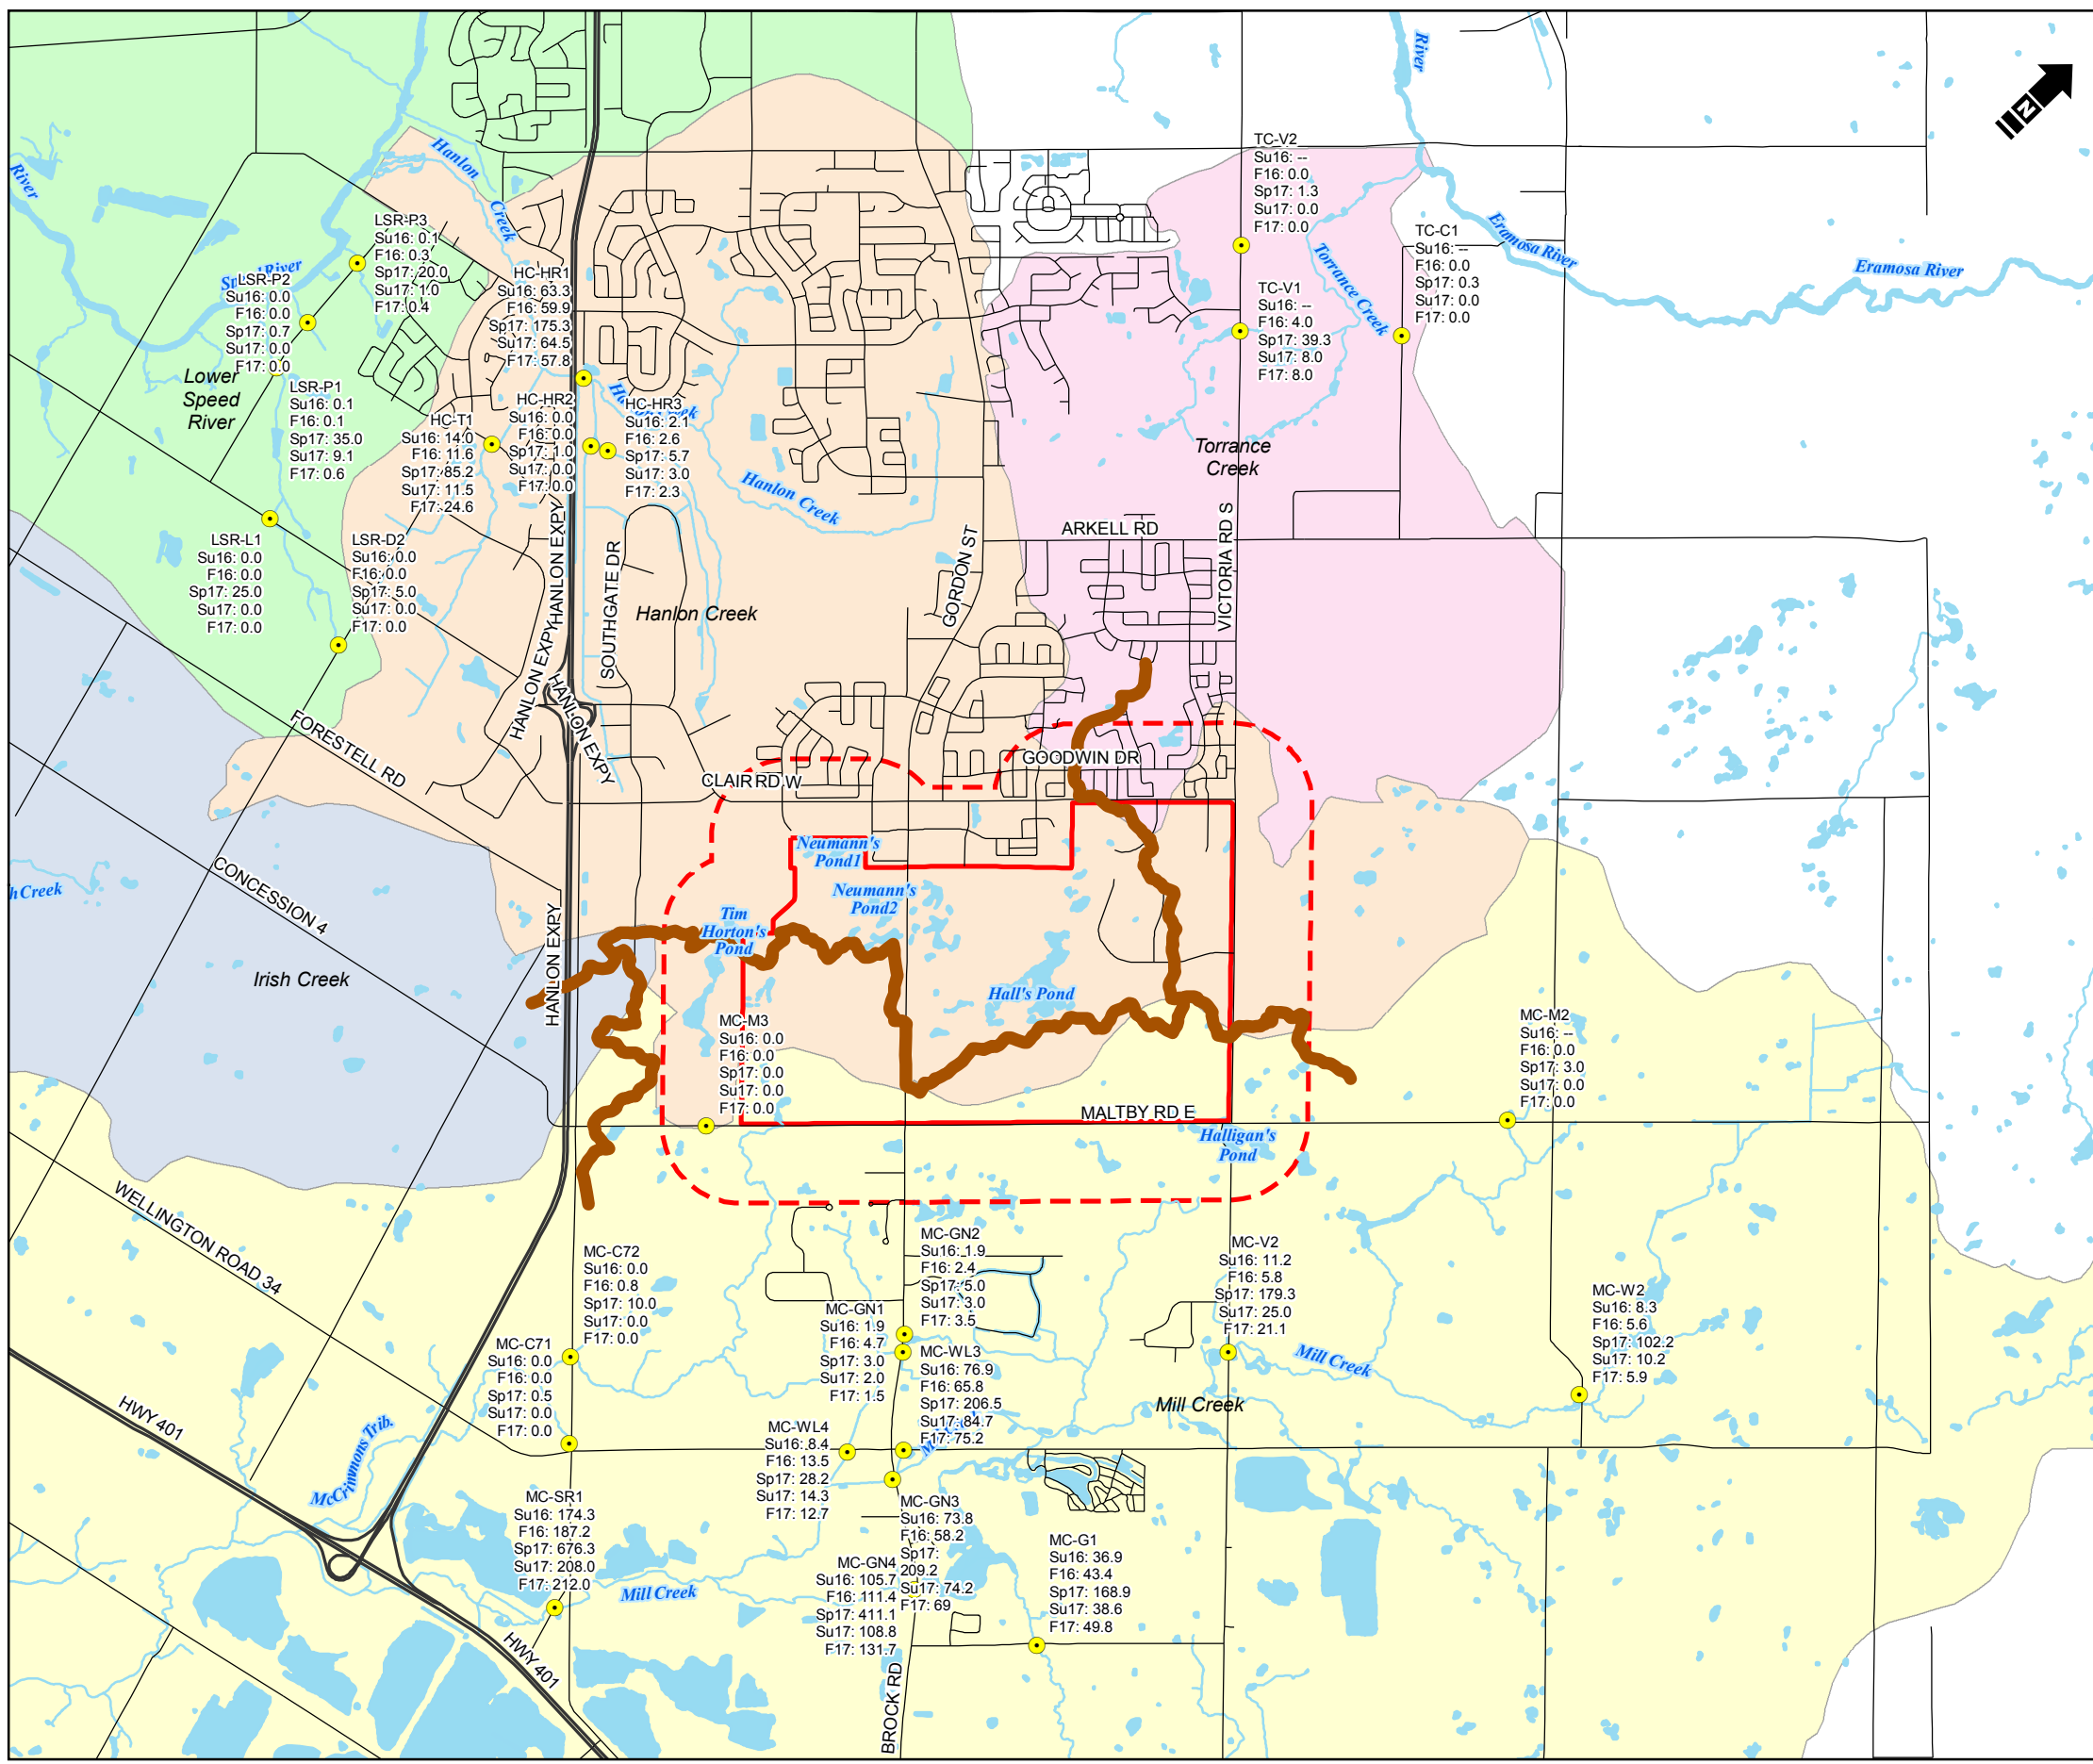 River
Hanlon
Creek
River
LSR-P3
Su16: 0.1
F16: 0.3
Sp17: 20.0
Su17: 1.0
F17: 0.4
LSR-P2
Su16: 0.0
F16: 0.0
Sp17: 0.7
Su17: 0.0
F17: 0.0
River
Lower
Speed
River
LSR-P1
Su16: 0.1
F16: 0.1
Sp17: 35.0
Su17: 9.1
F17: 0.6
HC-HR1
Su16: 63.3
F16: 59.9
Sp17: 175.3
Su17: 64.5
F17: 57.8
HC-T1
Su16: 14.0
F16: 11.6
Sp17: 85.2
Su17: 11.5
F17: 24.6
HC-HR2
Su16: 0.0
F16: 0.0
Sp17: 1.0
Su17: 0.0
F17: 0.0
HC-HR3
Su16: 2.1
F16: 2.6
Sp17: 5.7
Su17: 3.0
F17: 2.3
Hanlon Creek
TC-V2
Su16: --
F16: 0.0
Sp17: 1.3
Su17: 0.0
F17: 0.0
TC-V1
Su16: --
F16: 4.0
Sp17: 39.3
Su17: 8.0
F17: 8.0
TC-C1
Su16: --
F16: 0.0
Sp17: 0.3
Su17: 0.0
F17: 0.0
Torrance Creek
Eramosa River
Eramosa River
N
Torrance
Creek
LSR-L1
Su16: 0.0
F16: 0.0
Sp17: 25.0
Su17: 0.0
F17: 0.0
LSR-D2
Su16: 0.0
F16: 0.0
Sp17: 5.0
Su17: 0.0
F17: 0.0
HANLON EXPY
HANLON EXPY
HANLON EXPY
SOUTHGATE DR
Hanlon Creek
GORDON ST
ARKELL RD
VICTORIA RD S
FORESTELL RD
CLAIR RD W
GOODWIN DR
CONCESSION 4
h Creek
Irish Creek
HANLON EXPY
Neumann's
Pond1
Neumann's
Pond2
Tim
Horton's
Pond
Hall's Pond
MC-M3
Su16: 0.0
F16: 0.0
Sp17: 0.0
Su17: 0.0
F17: 0.0
MALTBY RD E
Halligan's
Pond
MC-M2
Su16: --
F16: 0.0
Sp17: 3.0
Su17: 0.0
F17: 0.0
WELLINGTON ROAD 34
MC-C72
Su16: 0.0
F16: 0.8
Sp17: 10.0
Su17: 0.0
F17: 0.0
MC-C71
Su16: 0.0
F16: 0.0
Sp17: 0.5
Su17: 0.0
F17: 0.0
MC-GN2
Su16: 1.9
F16: 2.4
Sp17: 5.0
Su17: 3.0
F17: 3.5
MC-GN1
Su16: 1.9
F16: 4.7
Sp17: 3.0
Su17: 2.0
F17: 1.5
MC-WL3
Su16: 76.9
F16: 65.8
Sp17: 206.5
Su17: 84.7
F17: 75.2
MC-V2
Su16: 11.2
F16: 5.8
Sp17: 179.3
Su17: 25.0
F17: 21.1
Mill Creek
Mill Creek
MC-W2
Su16: 8.3
F16: 5.6
Sp17: 102.2
Su17: 10.2
F17: 5.9
HWY 401
McCrimmons Trib.
MC-WL4
Su16: 8.4
F16: 13.5
Sp17: 28.2
Su17: 14.3
F17: 12.7
MC-SR1
Su16: 174.3
F16: 187.2
Sp17: 676.3
Su17: 208.0
F17: 212.0
Mill Creek
MC-GN3
Su16: 73.8
F16: 58.2
Sp17:
209.2
Su17: 74.2
F17: 69
MC-GN4
Su16: 105.7
F16: 111.4
Sp17: 411.1
Su17: 108.8
F17: 131.7
MC-G1
Su16: 36.9
F16: 43.4
Sp17: 168.9
Su17: 38.6
F17: 49.8
HWY 401
BROCK RD